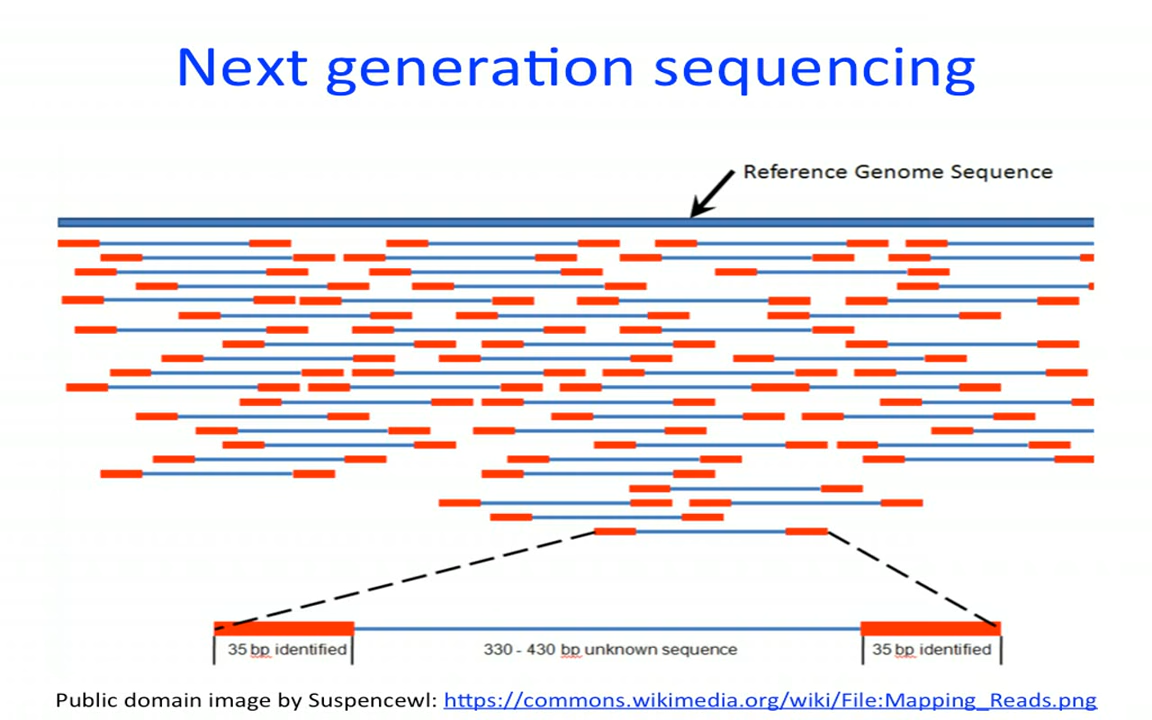 Next generation sequencing
Reference Genome Sequence
35 bp identified
330 - 430 bp unknown sequence
35 bp identified
Public domain image by Suspencewl: https://commons.wikimedia.org/wiki/File:Mapping_Reads.png